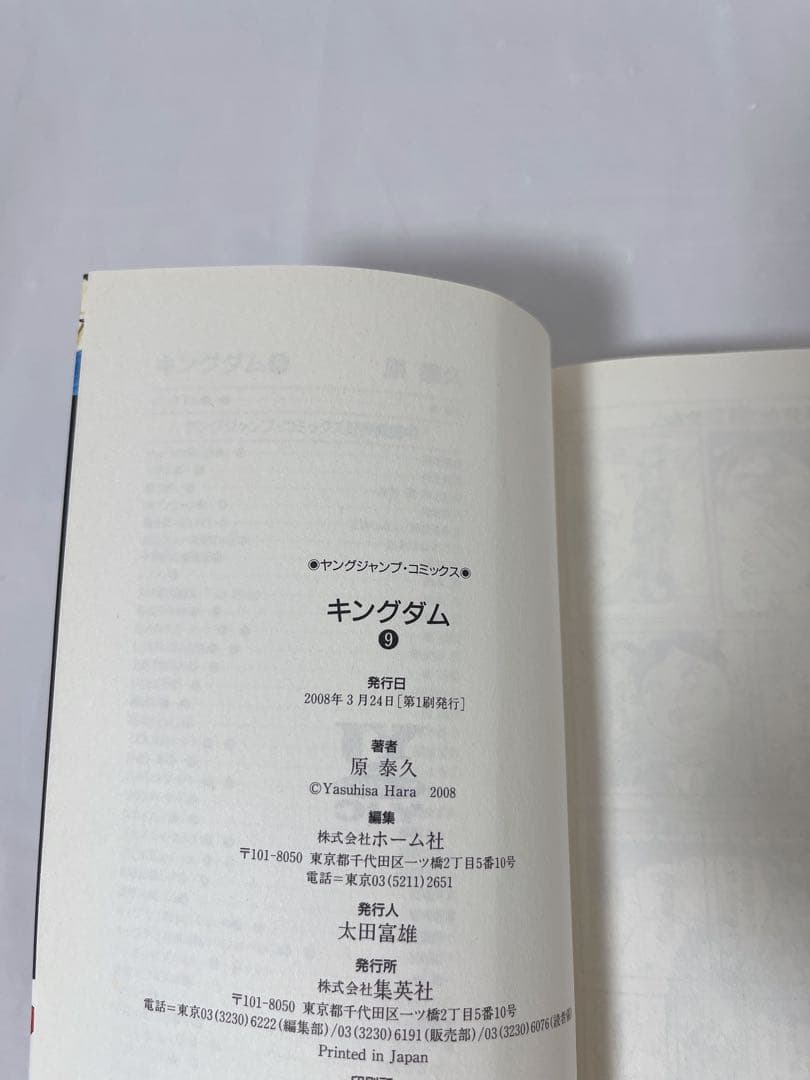 ◉ヤングジャンプ・コミックス◉
キングダム
❾
発行日
2008年3月24日[第1刷発行]
著者
原 泰久
©Yasuhisa Hara 2008
編集
株式会社ホーム社
〒101-8050 東京都千代田区一ツ橋2丁目5番10号
電話=東京03(5211)2651
発行人
太田富雄
発行所
株式会社集英社
〒101-8050 東京都千代田区一ツ橋2丁目5番10号
電話=東京03(3230)6222(編集部)/03(3230)6191(販売部)/03(3230)6076(読者係)
Printed in Japan
印刷所